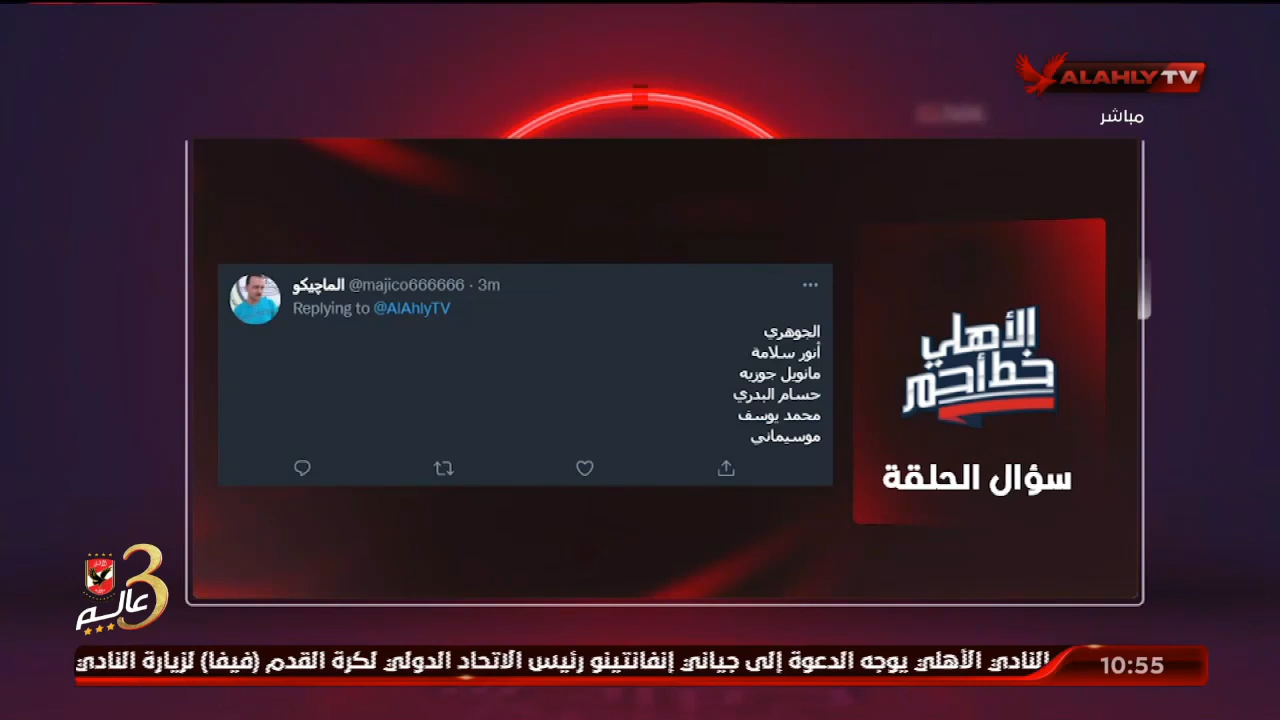 ALAHLY TV
مباشر
الماچيكو @majico666666 · 3m
Replying to @AlAhlyTV
الجوهري
أنور سلامة
مانويل جوزيه
حسام البدري
محمد يوسف
موسيماني
الأهلي
خط أحمر
سؤال الحلقة
3
عالم
النادي الأهلي يوجه الدعوة إلى جياني إنفانتينو رئيس الاتحاد الدولي لكرة القدم (فيفا) لزيارة النادي
10:55